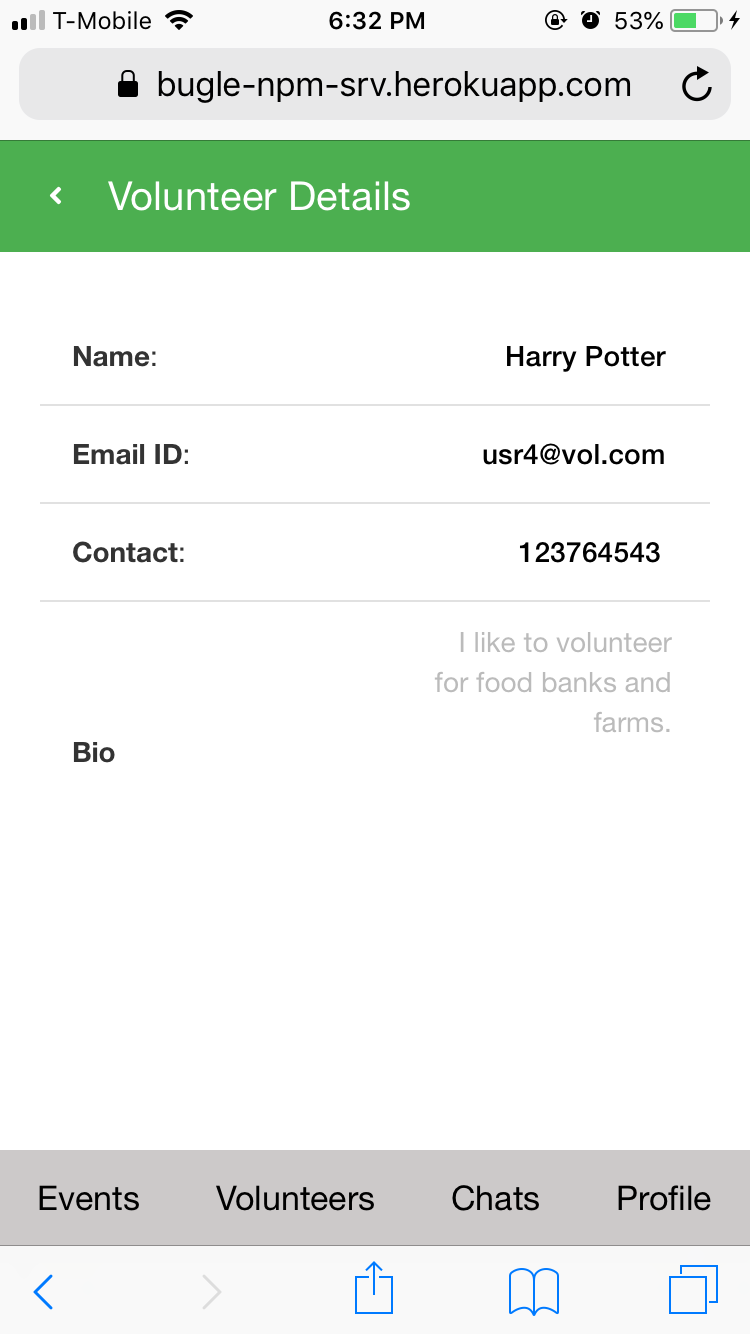 T-Mobile 6:32 PM 53%
bugle-npm-srv.herokuapp.com
Volunteer Details
Name: Harry Potter
Email ID: usr4@vol.com
Contact: 123764543
I like to volunteer
for food banks and
farms.
Bio
Events Volunteers Chats Profile